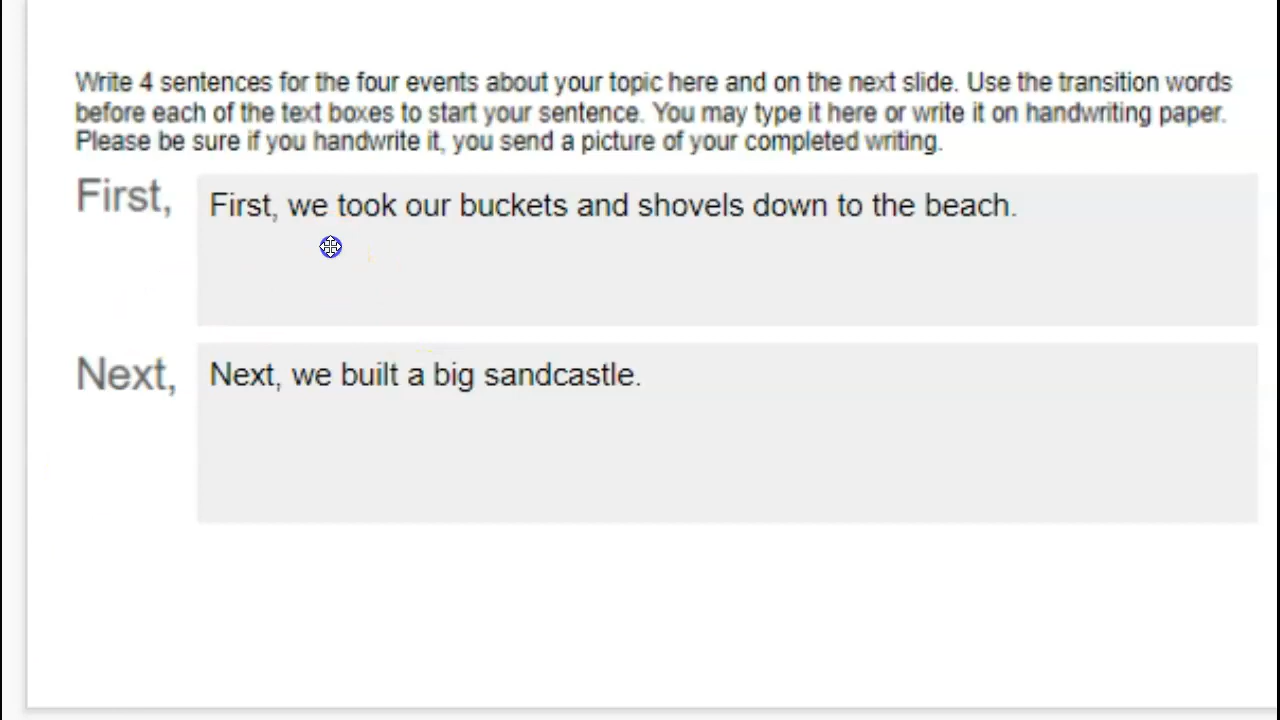 Write 4 sentences for the four events about your topic here and on the next slide. Use the transition words
before each of the text boxes to start your sentence. You may type it here or write it on handwriting paper.
Please be sure if you handwrite it, you send a picture of your completed writing.
First,
First, we took our buckets and shovels down to the beach.
Next,
Next, we built a big sandcastle.